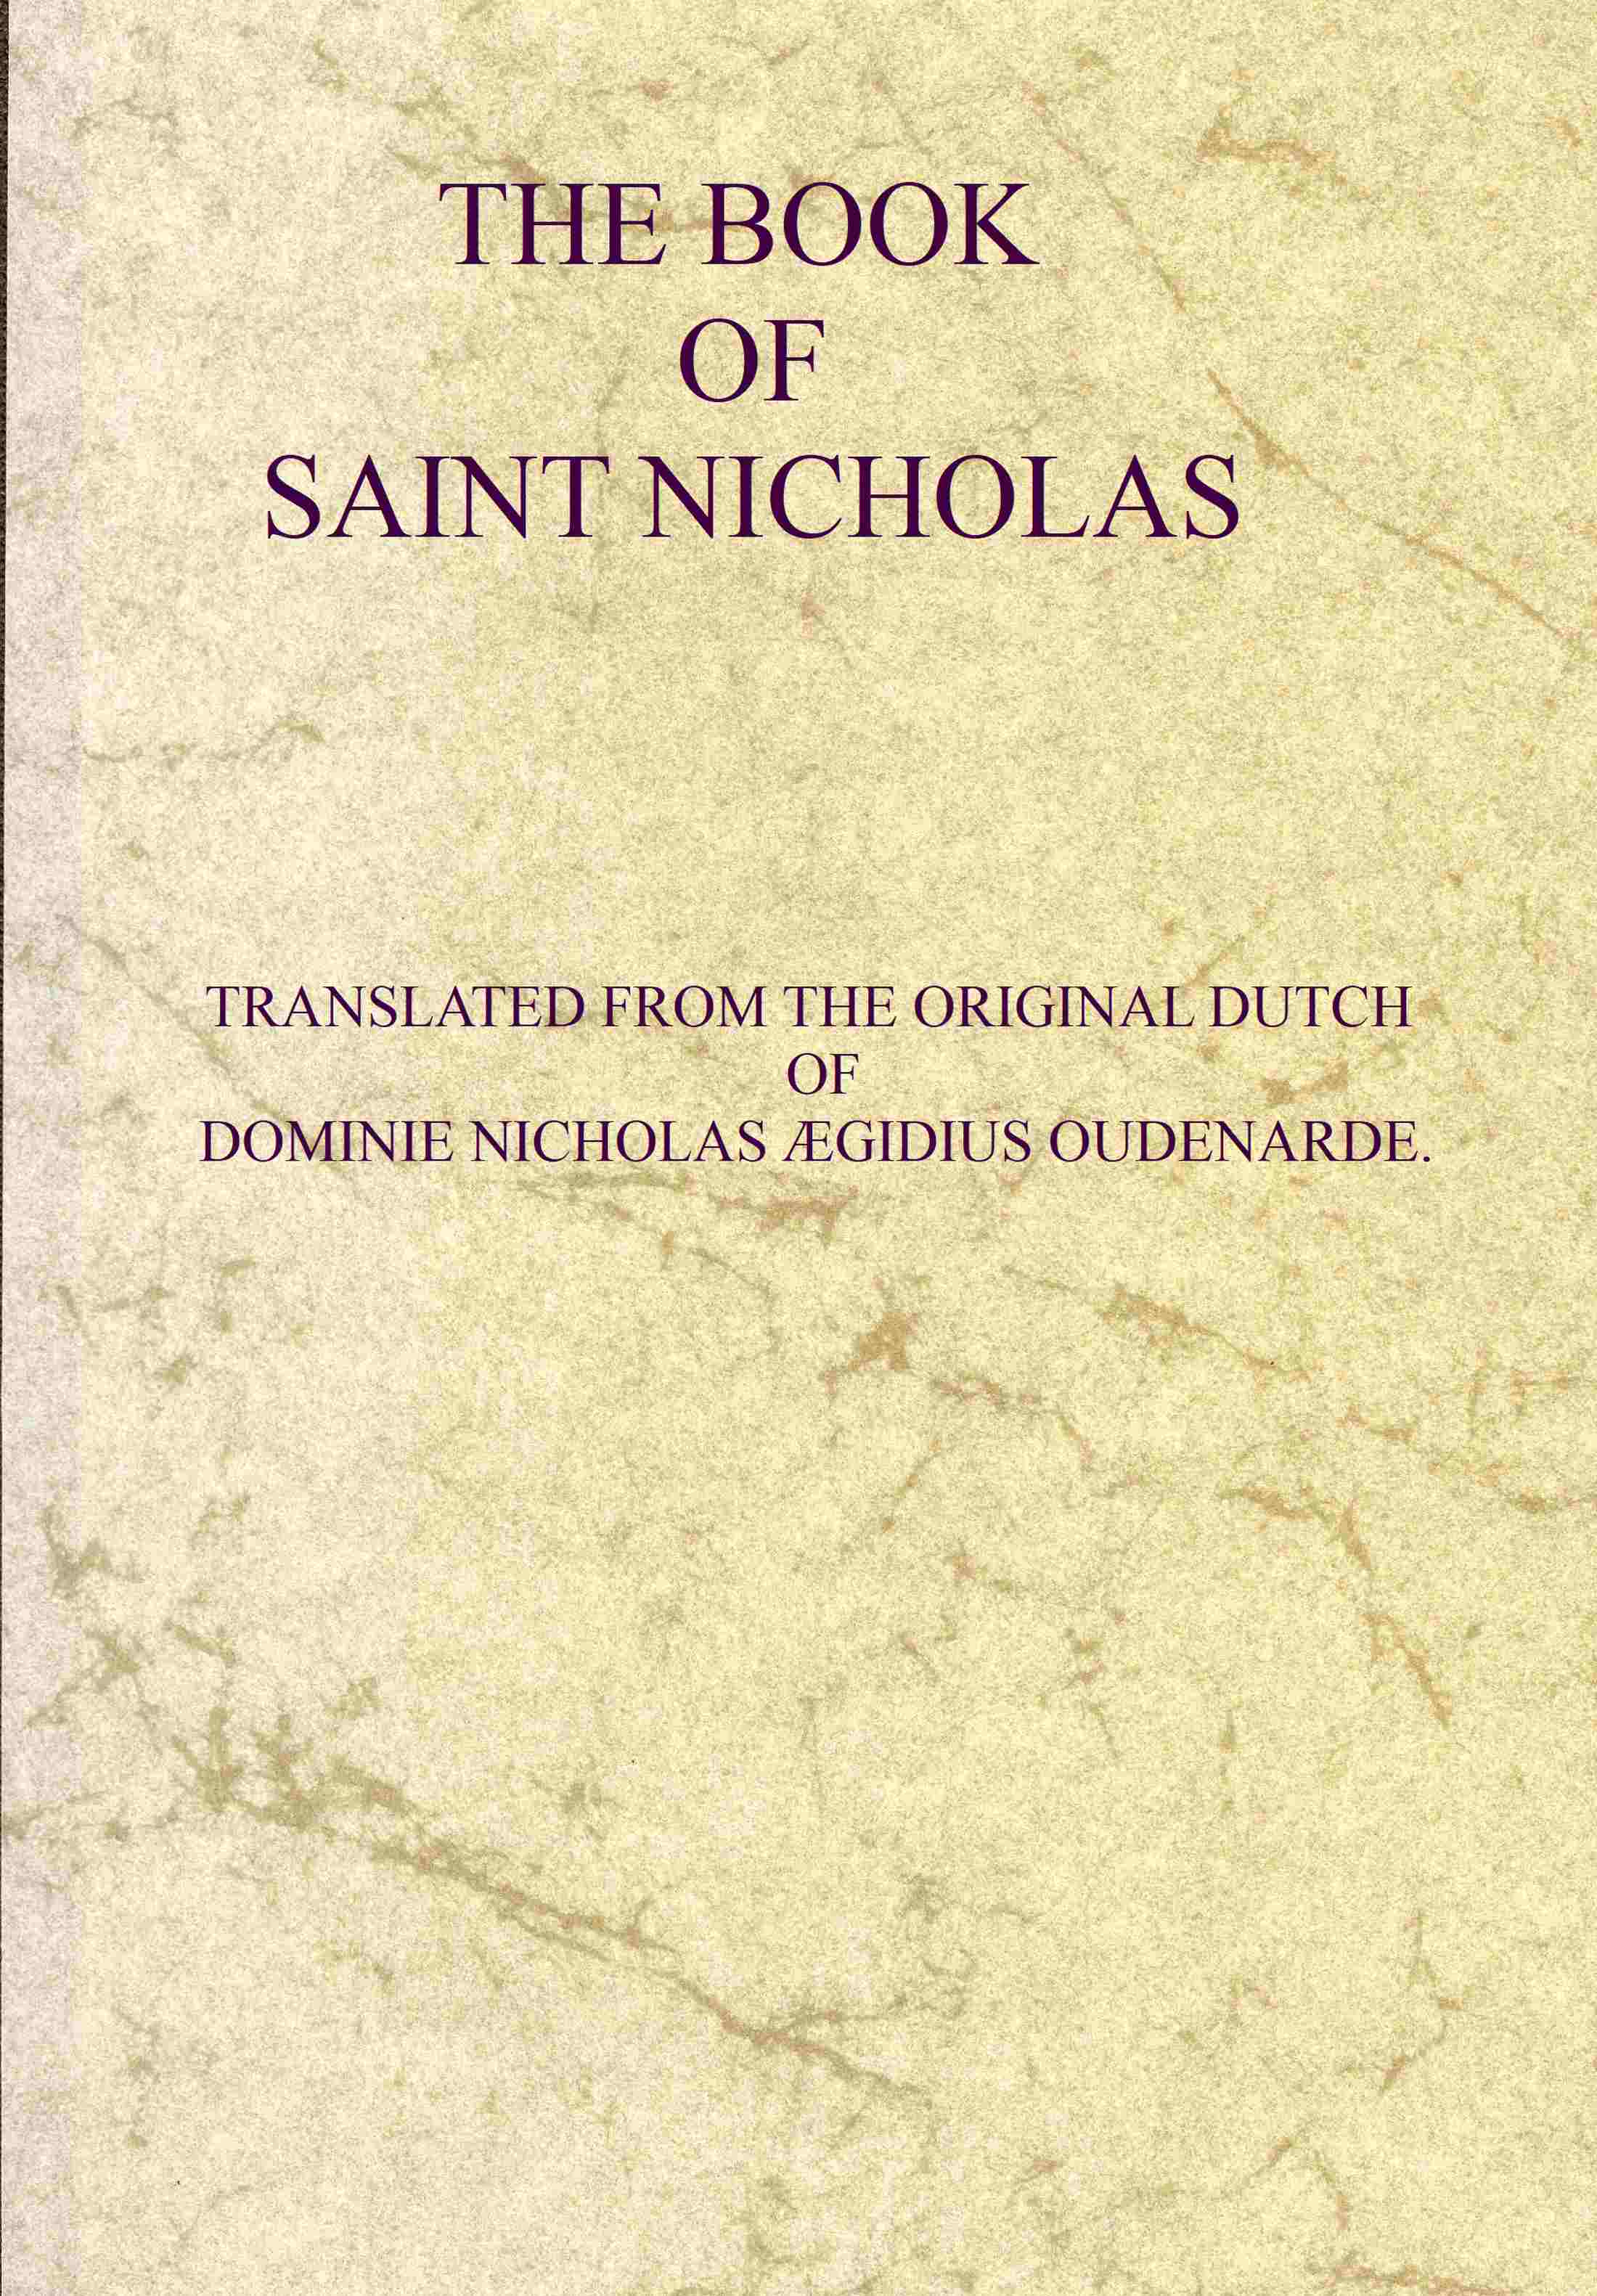 THE BOOK
OF
SAINT NICHOLAS
TRANSLATED FROM THE ORIGINAL DUTCH
OF
DOMINIE NICHOLAS ÆGIDIUS OUDENARDE.